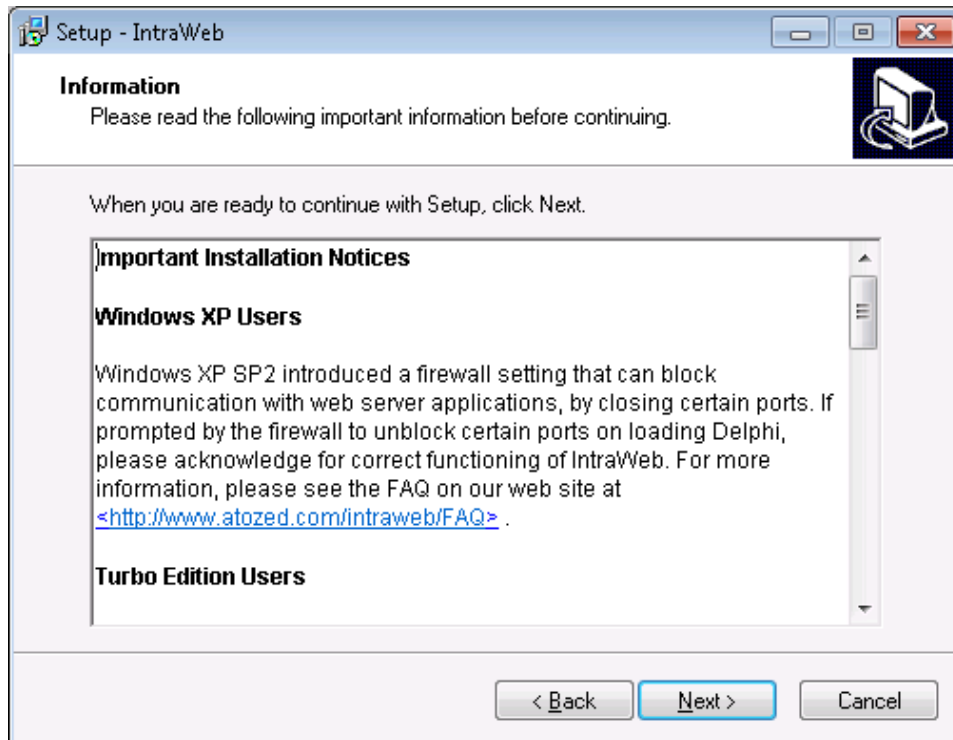 Setup - IntraWeb
Information
Please read the following important information before continuing.
When you are ready to continue with Setup, click Next.
Important Installation Notices
Windows XP Users
Windows XP SP2 introduced a firewall setting that can block
communication with web server applications, by closing certain ports. If
prompted by the firewall to unblock certain ports on loading Delphi,
please acknowledge for correct functioning of IntraWeb. For more
information, please see the FAQ on our web site at
<http://www.atozed.com/intraweb/FAQ> .
Turbo Edition Users
< Back
Next >
Cancel